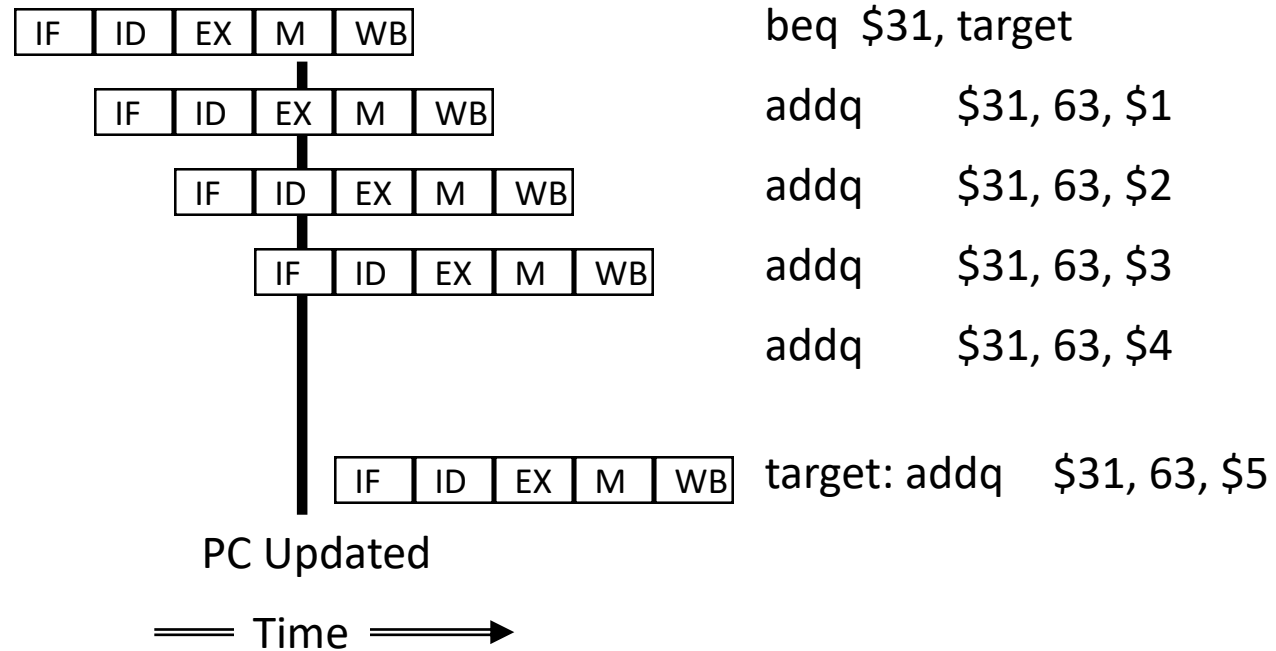 IF ID EX M WB beq $31, target
IF ID EX M WB addq $31, 63, $1
IF ID EX M WB addq $31, 63, $2
IF ID EX M WB addq $31, 63, $3
addq $31, 63, $4
IF ID EX M WB target: addq $31, 63, $5
PC Updated
Time